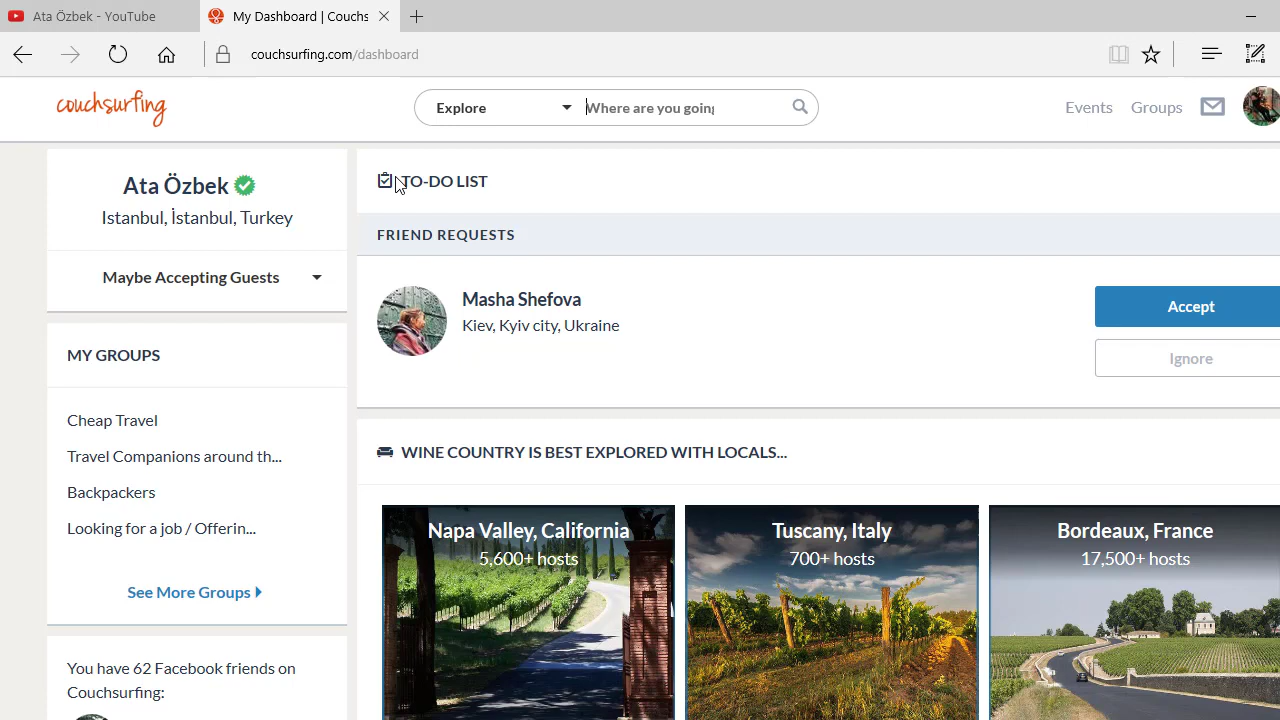 Ata Özbek - YouTube
My Dashboard | Couchs
couchsurfing.com/dashboard
couchsurfing
Explore
Where are you going
Events
Groups
Ata Özbek
Istanbul, İstanbul, Turkey
Maybe Accepting Guests
MY GROUPS
Cheap Travel
Travel Companions around th...
Backpackers
Looking for a job / Offerin...
See More Groups
You have 62 Facebook friends on
Couchsurfing:
TO-DO LIST
FRIEND REQUESTS
Masha Shefova
Kiev, Kyiv city, Ukraine
Accept
Ignore
WINE COUNTRY IS BEST EXPLORED WITH LOCALS...
Napa Valley, California
5,600+ hosts
Tuscany, Italy
700+ hosts
Bordeaux, France
17,500+ hosts